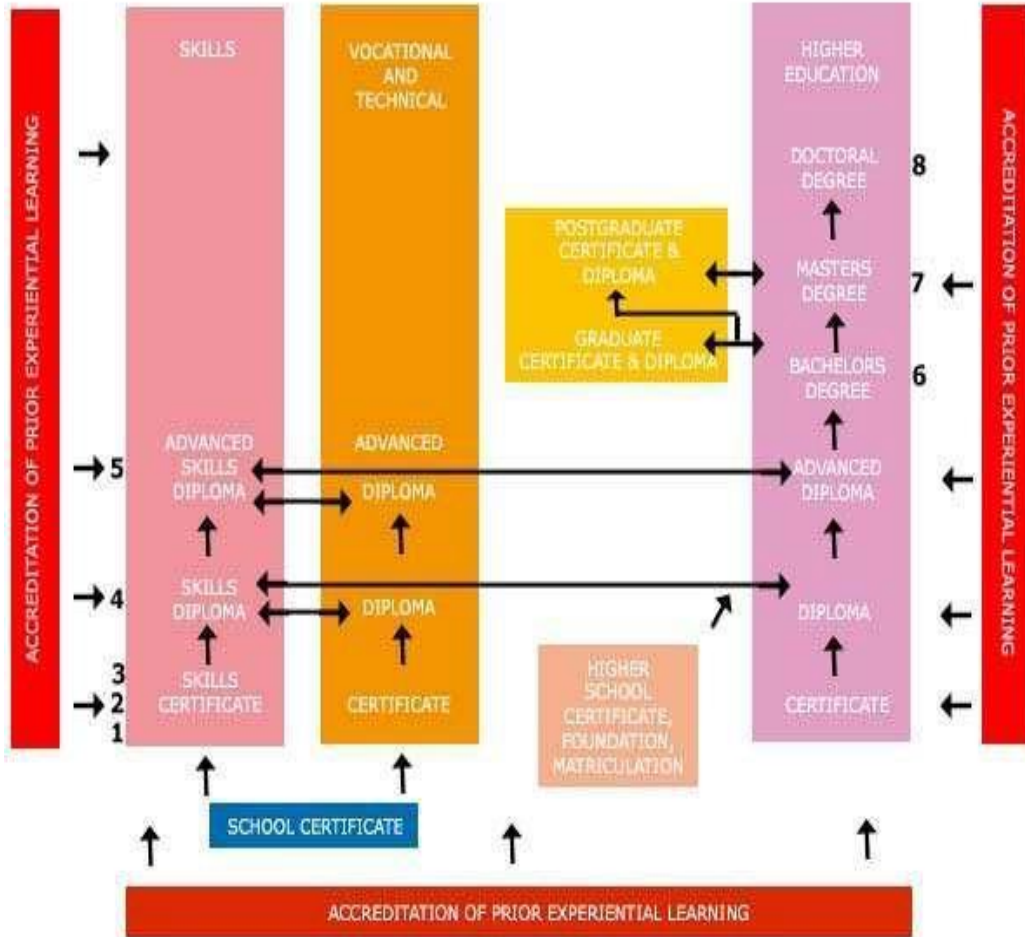 ACCREDITATION OF PRIOR EXPERIENTIAL LEARNING
SKILLS
ADVANCED
SKILLS
DIPLOMA
SKILLS
DIPLOMA
SKILLS
CERTIFICATE
5
4
3
2
1
VOCATIONAL
AND
TECHNICAL
ADVANCED
DIPLOMA
DIPLOMA
CERTIFICATE
SCHOOL CERTIFICATE
POSTGRADUATE
CERTIFICATE &
DIPLOMA
GRADUATE
CERTIFICATE & DIPLOMA
HIGHER
SCHOOL
CERTIFICATE,
FOUNDATION,
MATRICULATION
HIGHER
EDUCATION
DOCTORAL
DEGREE
MASTERS
DEGREE
BACHELORS
DEGREE
ADVANCED
DIPLOMA
DIPLOMA
CERTIFICATE
8
7
6
ACCREDITATION OF PRIOR EXPERIENTIAL LEARNING
ACCREDITATION OF PRIOR EXPERIENTIAL LEARNING